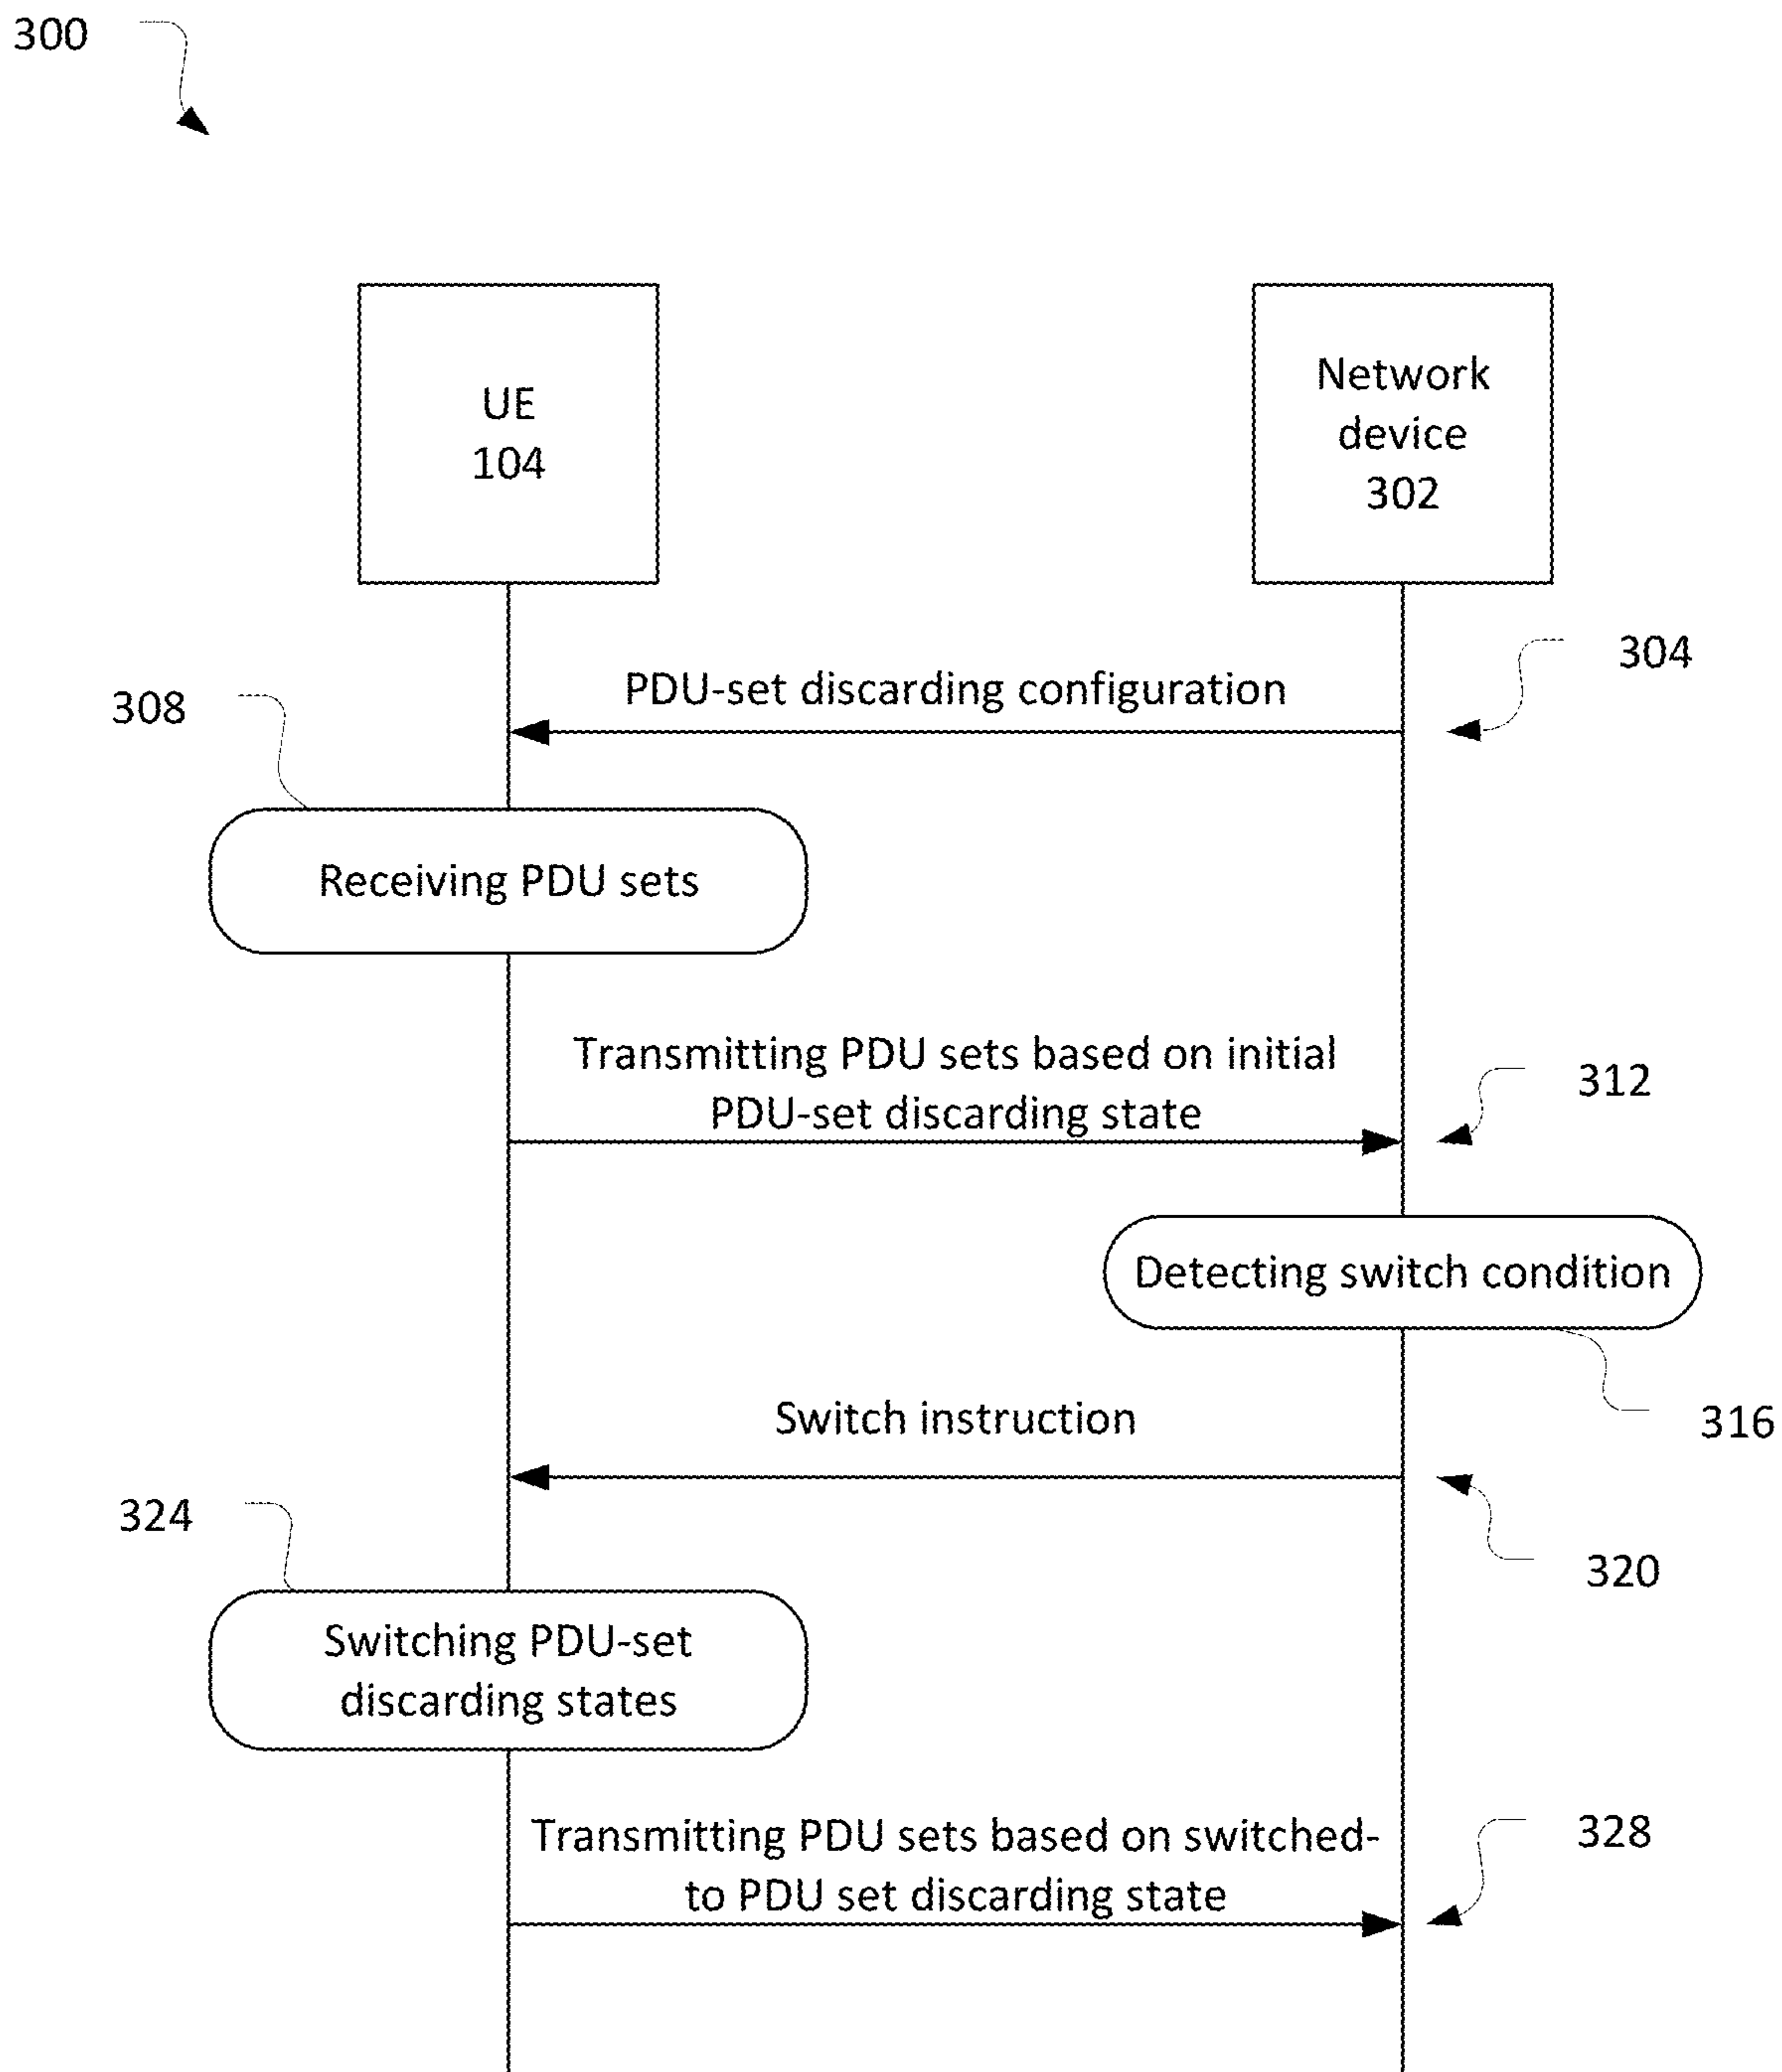 300
UE
104
Network
device
302
304
PDU-set discarding configuration
308
Receiving PDU sets
Transmitting PDU sets based on initial
PDU-set discarding state
312
Detecting switch condition
Switch instruction
316
324
320
Switching PDU-set
discarding states
Transmitting PDU sets based on switched-
to PDU set discarding state
328